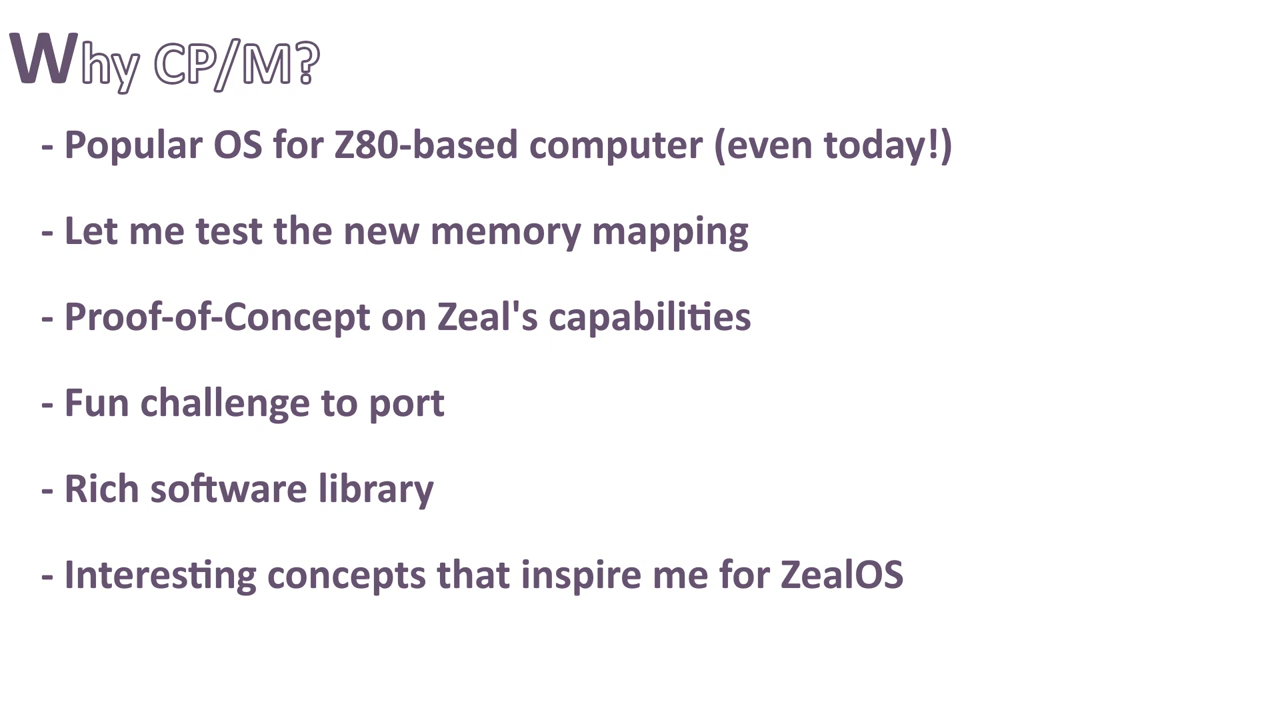 Why CP/M?
- Popular OS for Z80-based computer (even today!)
- Let me test the new memory mapping
- Proof-of-Concept on Zeal's capabilities
- Fun challenge to port
- Rich software library
- Interesting concepts that inspire me for ZealOS